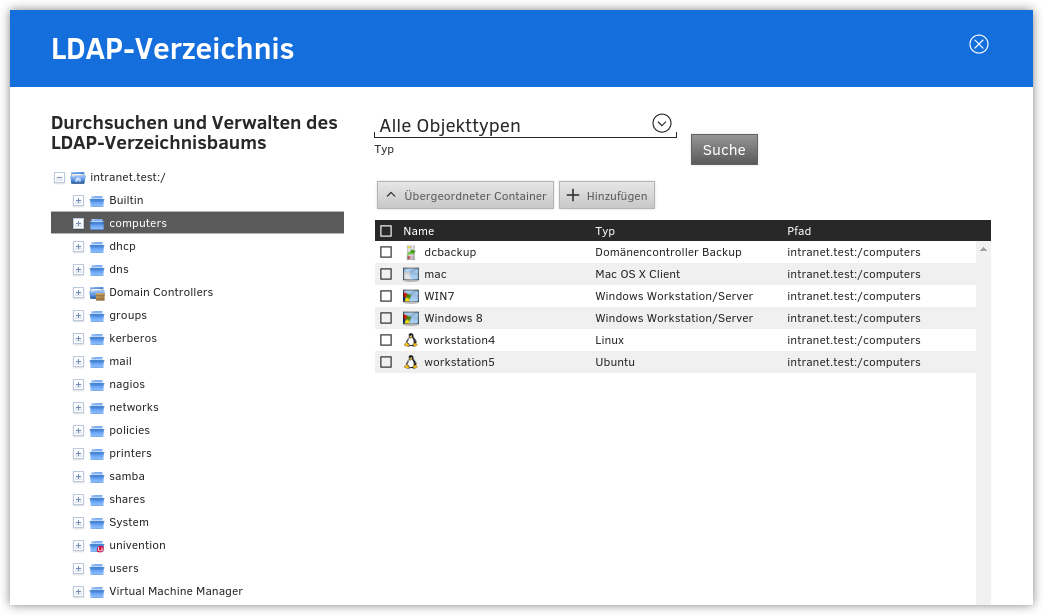 LDAP-Verzeichnis
Durchsuchen und Verwalten des
LDAP-Verzeichnisbaums
intranet.test:/
Builtin
computers
dhcp
dns
Domain Controllers
groups
kerberos
mail
nagios
networks
policies
printers
samba
shares
System
univention
users
Virtual Machine Manager
Alle Objekttypen
Typ
Suche
Übergeordneter Container Hinzufügen
Name Typ Pfad
dcbackup Domänencontroller Backup intranet.test:/computers
mac Mac OS X Client intranet.test:/computers
WIN7 Windows Workstation/Server intranet.test:/computers
Windows 8 Windows Workstation/Server intranet.test:/computers
workstation4 Linux intranet.test:/computers
workstation5 Ubuntu intranet.test:/computers